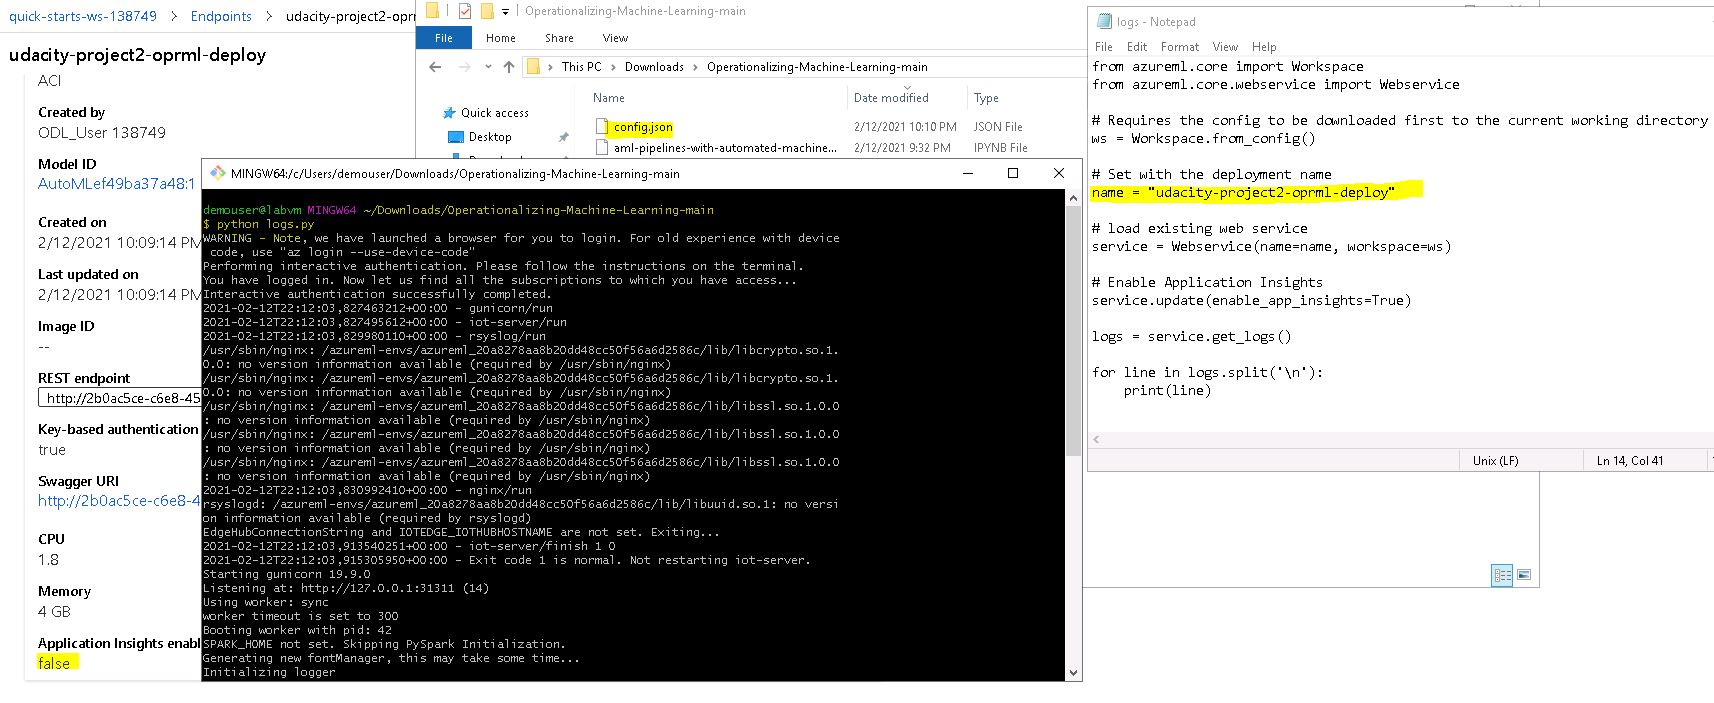 quick-starts-ws-138749 > Endpoints > udacity-project2-opr
udacity-project2-oprml-deploy
ACI
Created by
ODL_User 138749
Model ID
AutoMLef49ba37a48:1
Created on
2/12/2021 10:09:14 PM
Last updated on
2/12/2021 10:09:14 PM
Image ID
--
REST endpoint
http://2b0ac5ce-c6e8-45
Key-based authentication
true
Swagger URI
http://2b0ac5ce-c6e8-4
CPU
1.8
Memory
4 GB
Application Insights enabl
false
Operationalizing-Machine-Learning-main
File Home Share View
This PC > Downloads > Operationalizing-Machine-Learning-main
Name Date modified Type
Quick access
Desktop
config.json 2/12/2021 10:10 PM JSON File
aml-pipelines-with-automated-machine... 2/12/2021 9:32 PM IPYNB File
MINGW64:/c/Users/demouser/Downloads/Operationalizing-Machine-Learning-main
demouser@labvm MINGW64 ~/Downloads/Operationalizing-Machine-Learning-main
$ python logs.py
WARNING - Note, we have launched a browser for you to login. For old experience with device
code, use "az login --use-device-code"
Performing interactive authentication. Please follow the instructions on the terminal.
You have logged in. Now let us find all the subscriptions to which you have access...
Interactive authentication successfully completed.
2021-02-12T22:12:03,827463212+00:00 - gunicorn/run
2021-02-12T22:12:03,827495612+00:00 - iot-server/run
2021-02-12T22:12:03,829980110+00:00 - rsyslog/run
/usr/sbin/nginx: /azureml-envs/azureml_20a8278aa8b20dd48cc50f56a6d2586c/lib/libcrypto.so.1.
0.0: no version information available (required by /usr/sbin/nginx)
/usr/sbin/nginx: /azureml-envs/azureml_20a8278aa8b20dd48cc50f56a6d2586c/lib/libcrypto.so.1.
0.0: no version information available (required by /usr/sbin/nginx)
/usr/sbin/nginx: /azureml-envs/azureml_20a8278aa8b20dd48cc50f56a6d2586c/lib/libssl.so.1.0.0
: no version information available (required by /usr/sbin/nginx)
/usr/sbin/nginx: /azureml-envs/azureml_20a8278aa8b20dd48cc50f56a6d2586c/lib/libssl.so.1.0.0
: no version information available (required by /usr/sbin/nginx)
/usr/sbin/nginx: /azureml-envs/azureml_20a8278aa8b20dd48cc50f56a6d2586c/lib/libssl.so.1.0.0
: no version information available (required by /usr/sbin/nginx)
2021-02-12T22:12:03,830992410+00:00 - nginx/run
rsyslogd: /azureml-envs/azureml_20a8278aa8b20dd48cc50f56a6d2586c/lib/libuuid.so.1: no versi
on information available (required by rsyslogd)
EdgeHubConnectionString and IOTEDGE_IOTHUBHOSTNAME are not set. Exiting...
2021-02-12T22:12:03,913540251+00:00 - iot-server/finish 1 0
2021-02-12T22:12:03,915305950+00:00 - Exit code 1 is normal. Not restarting iot-server.
Starting gunicorn 19.9.0
Listening at: http://127.0.0.1:31311 (14)
Using worker: sync
worker timeout is set to 300
Booting worker with pid: 42
SPARK_HOME not set. Skipping PySpark Initialization.
Generating new fontManager, this may take some time...
Initializing logger
logs - Notepad
File Edit Format View Help
from azureml.core import Workspace
from azureml.core.webservice import Webservice
# Requires the config to be downloaded first to the current working directory
ws = Workspace.from_config()
# Set with the deployment name
name = "udacity-project2-oprml-deploy"
# load existing web service
service = Webservice(name=name, workspace=ws)
# Enable Application Insights
service.update(enable_app_insights=True)
logs = service.get_logs()
for line in logs.split('\n'):
print(line)
Unix (LF) Ln 14, Col 41